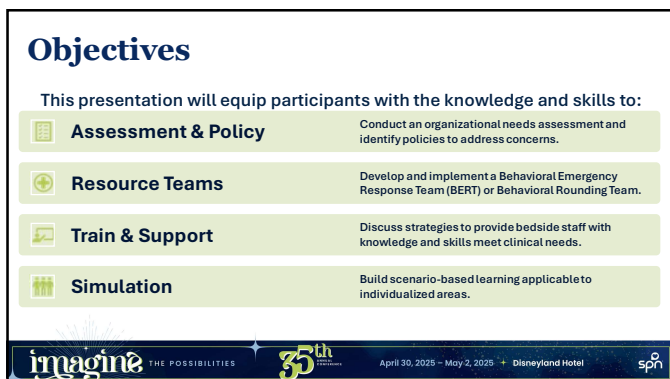 Objectives
This presentation will equip participants with the knowledge and skills to:
Assessment & Policy
Conduct an organizational needs assessment and
identify policies to address concerns.
Resource Teams
Develop and implement a Behavioral Emergency
Response Team (BERT) or Behavioral Rounding Team.
Train & Support
Discuss strategies to provide bedside staff with
knowledge and skills meet clinical needs.
Simulation
Build scenario-based learning applicable to
individualized areas.
imagine THE POSSIBILITIES
35th
ANNUAL
CONFERENCE
April 30, 2025 – May 2, 2025 + Disneyland Hotel
spn